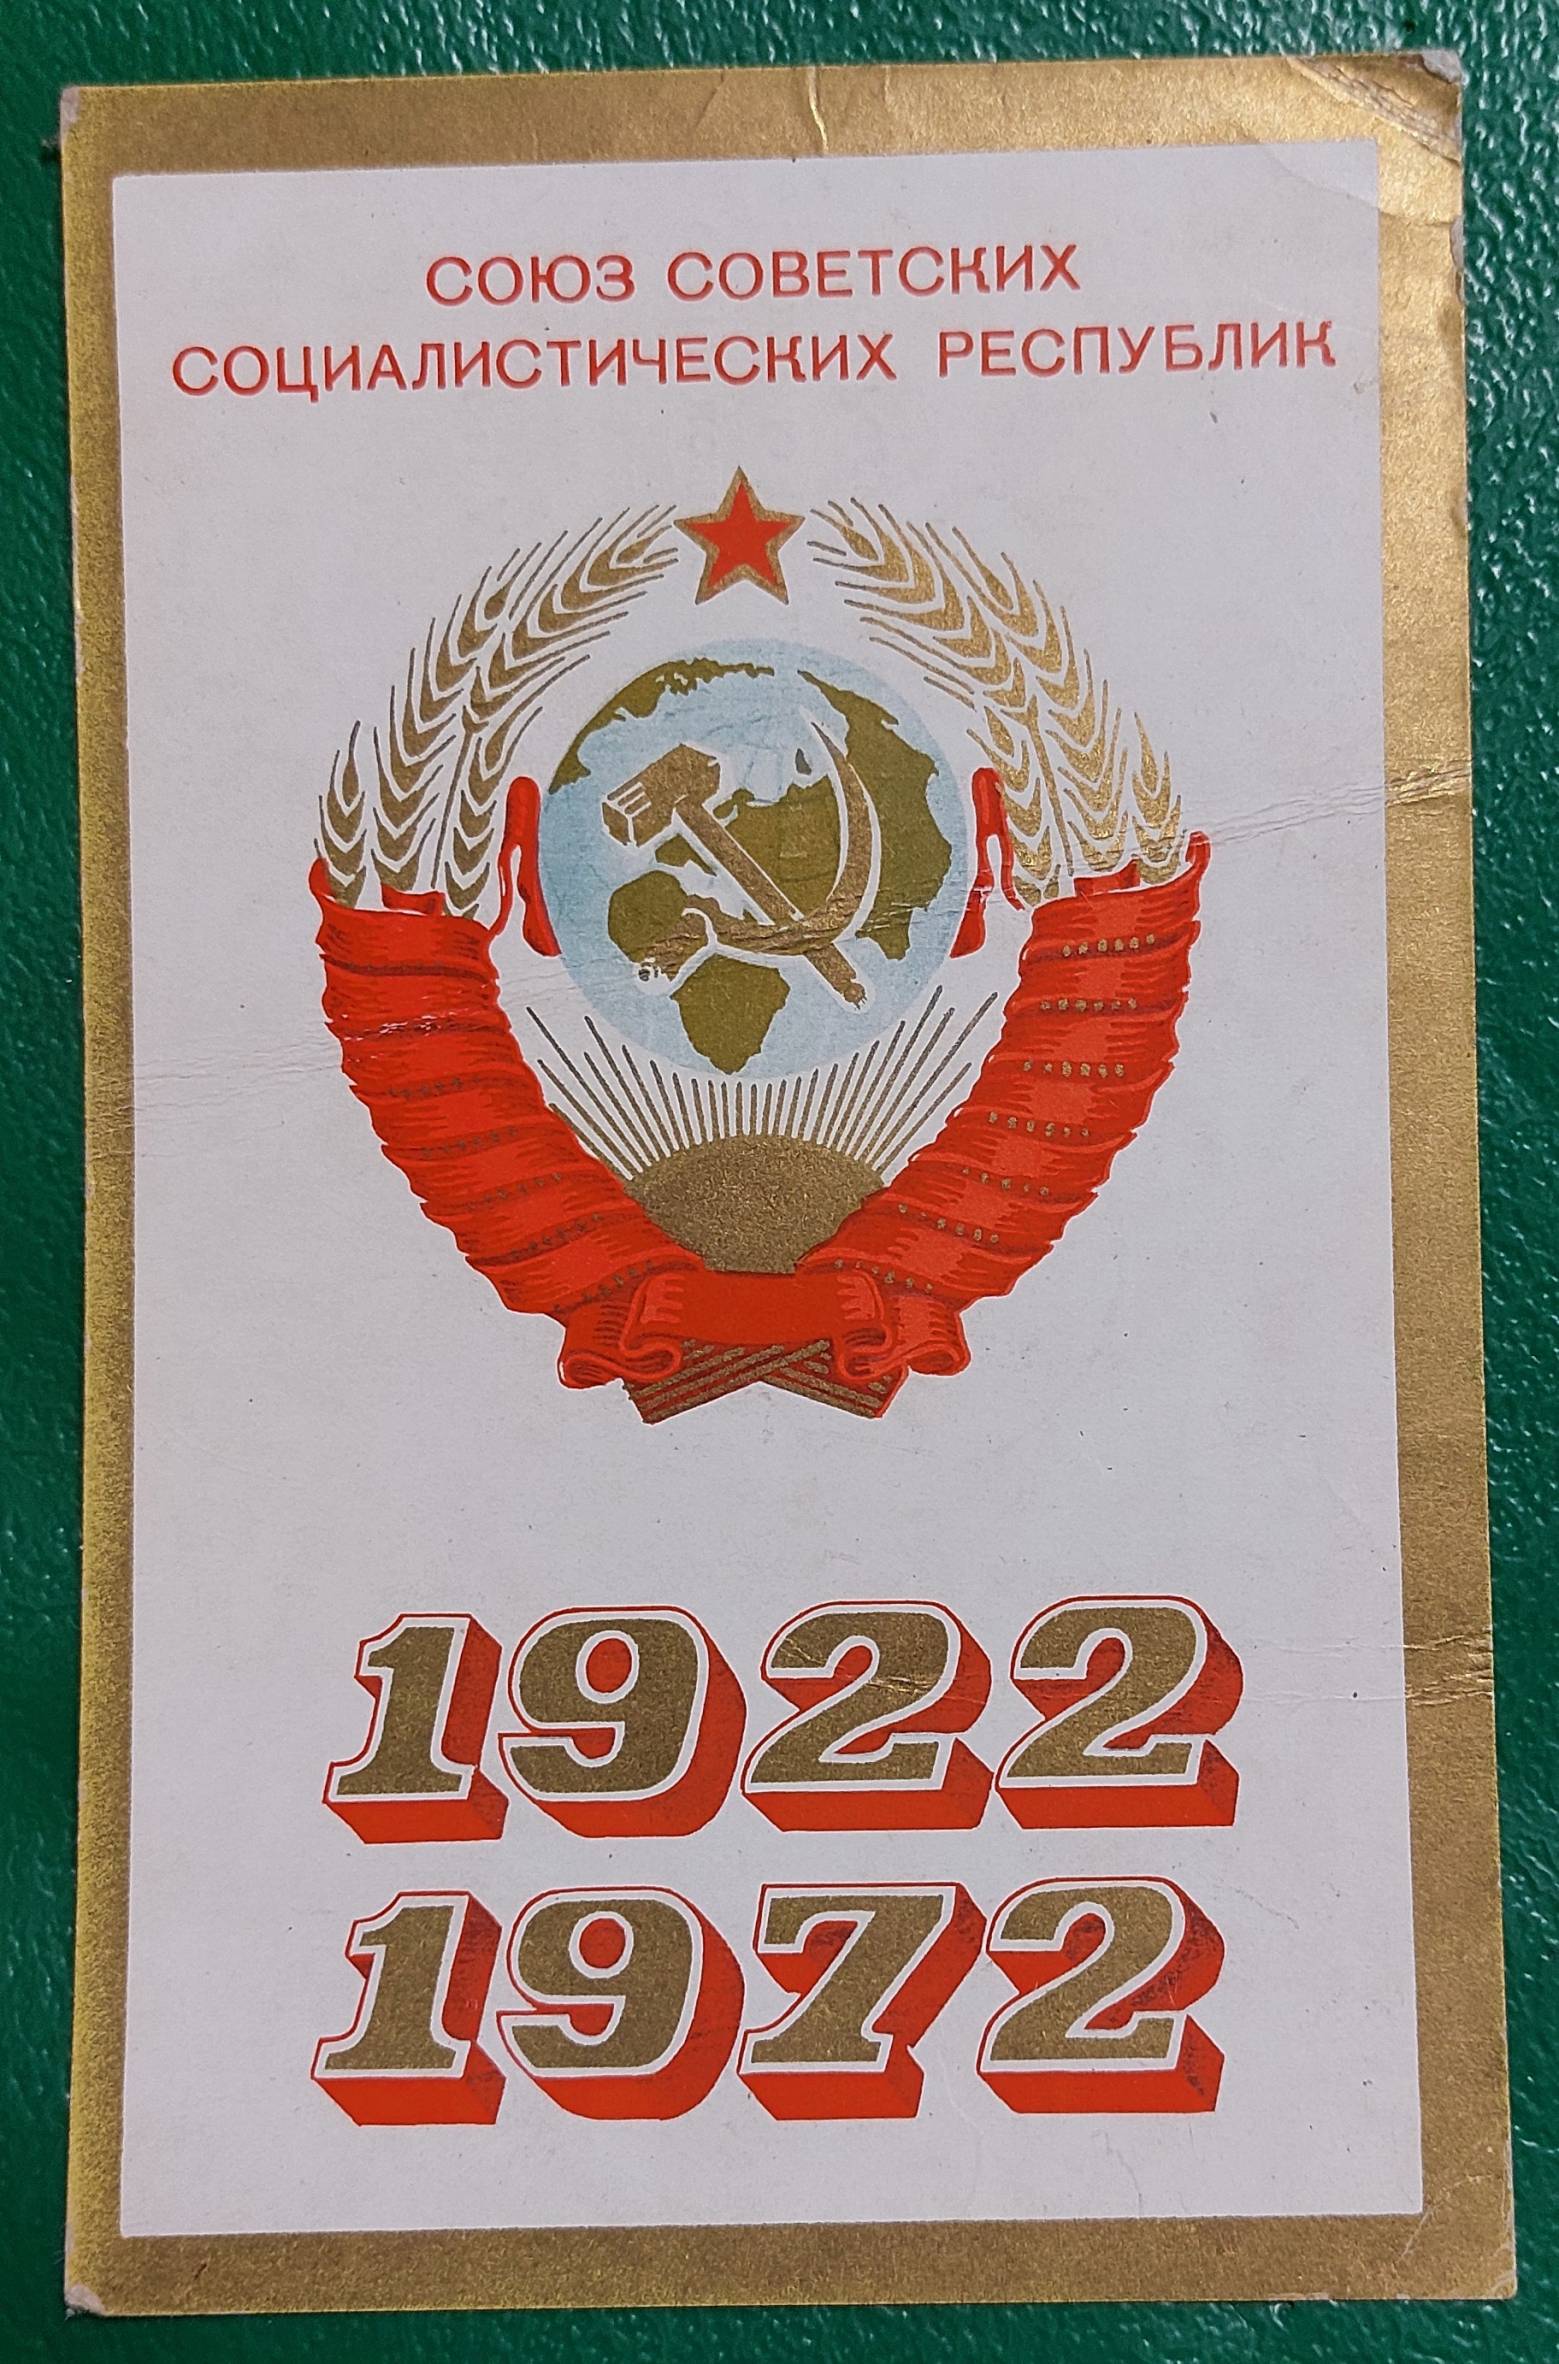 СОЮЗ СОВЕТСКИХ
СОЦИАЛИСТИЧЕСКИХ РЕСПУБЛИК
1922
1972